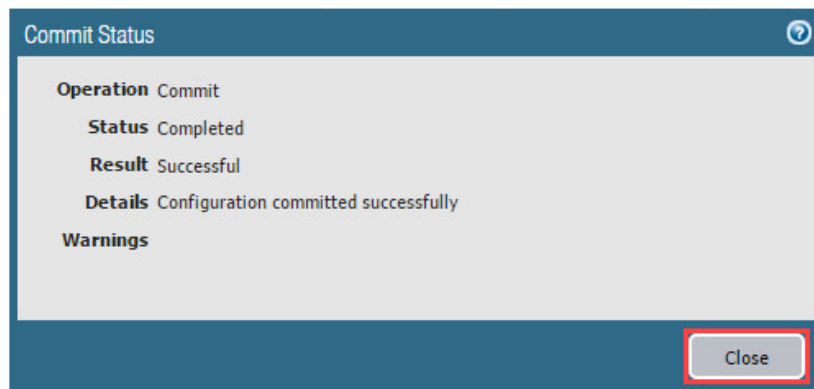 Commit Status
?
Operation Commit
Status Completed
Result Successful
Details Configuration committed successfully
Warnings
Close